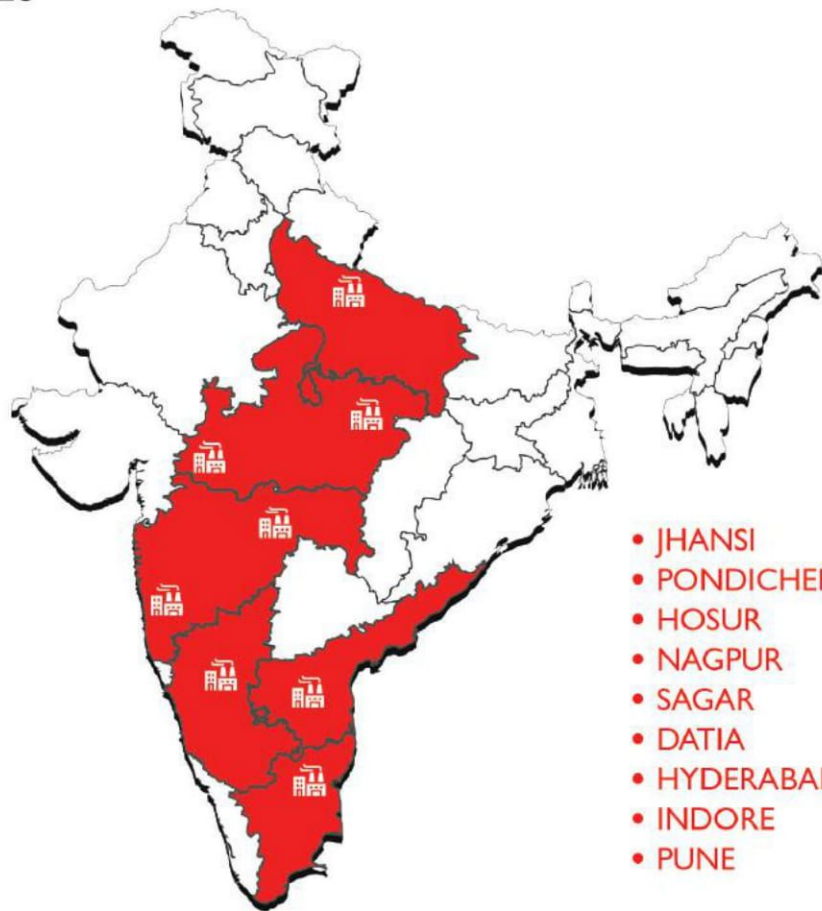 • JHANSI
• PONDICHE
• HOSUR
• NAGPUR
• SAGAR
• DATIA
• HYDERABA
• INDORE
• PUNE